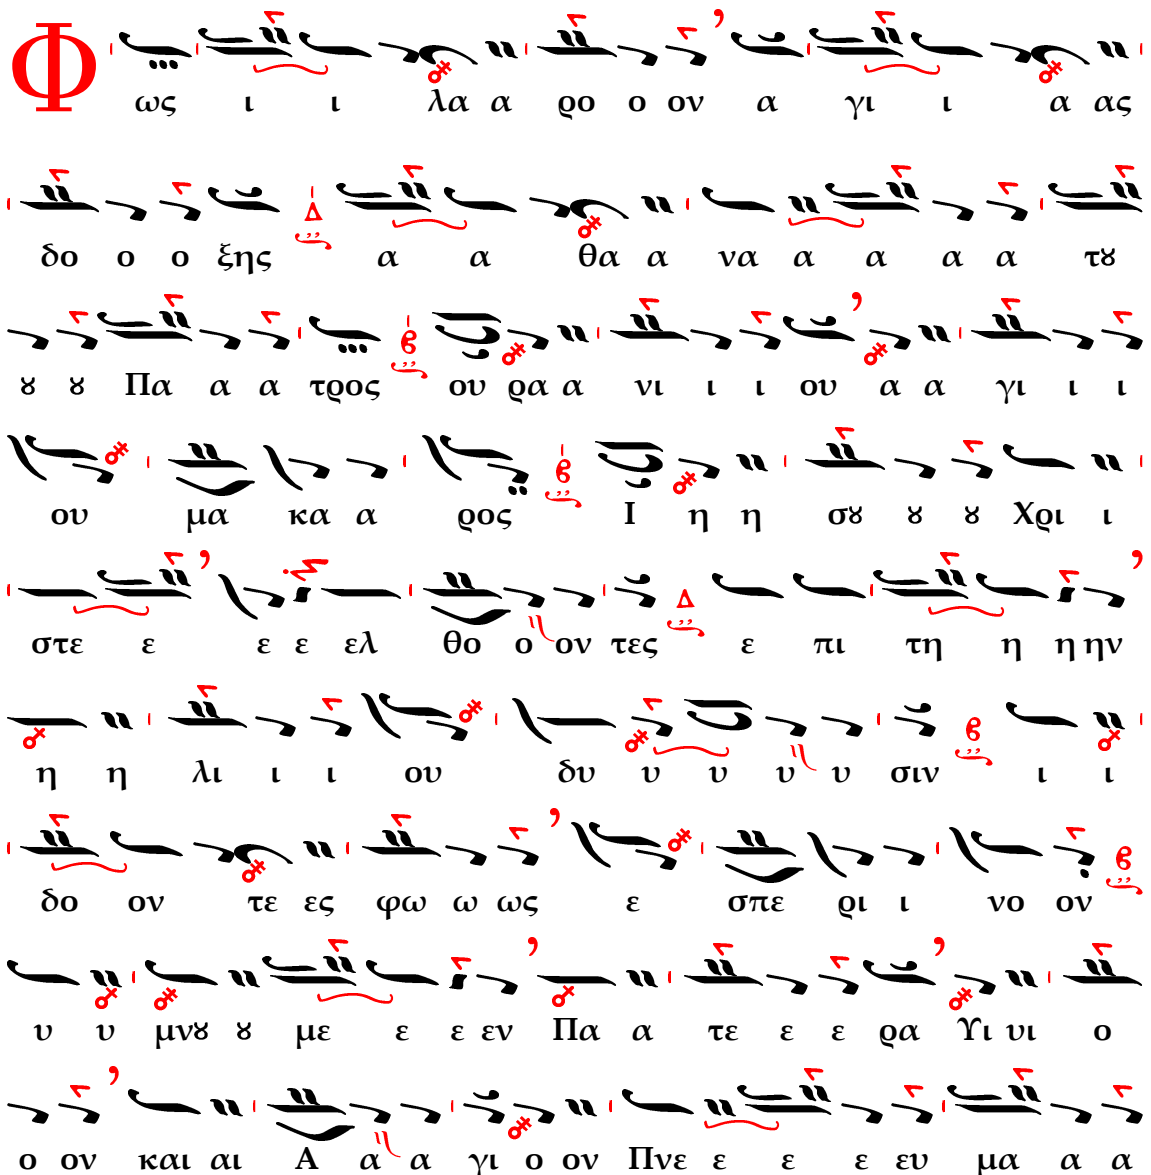 Φ ως ι ι λα α ρο ο ον α γι ι α ας
δο ο ο ξης Δ α α θα α να α α α α τȣ
ȣ ȣ Πα α α τρος ϐ ου ρα α νι ι ι ου α α γι ι ι
ου μα κα α ρος ϐ Ι η η σȣ ȣ ȣ Χρι ι
στε ε ε ε ελ θο ο ον τες Δ ε πι τη η η ην
η η λι ι ι ου δυ υ υ υ υ σιν ϐ ι ι
δο ον τε ες φω ω ως ε σπε ρι ι νο ον ϐ
υ υ μνȣ ȣ με ε ε εν Πα α τε ε ε ρα Υι υι ο
ο ον και αι Α α α γι ο ον Πνε ε ε ε ευ μα α α